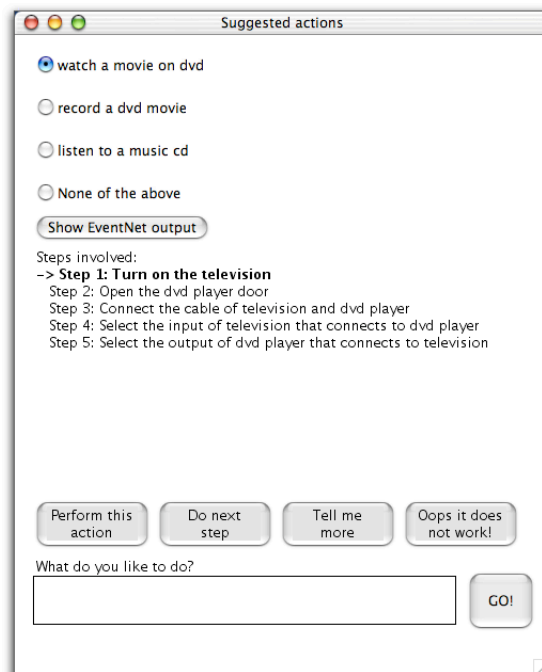 Suggested actions
watch a movie on dvd
record a dvd movie
listen to a music cd
None of the above
Show EventNet output
Steps involved:
–> Step 1: Turn on the television
Step 2: Open the dvd player door
Step 3: Connect the cable of television and dvd player
Step 4: Select the input of television that connects to dvd player
Step 5: Select the output of dvd player that connects to television
Perform this action
Do next step
Tell me more
Oops it does not work!
What do you like to do?
GO!